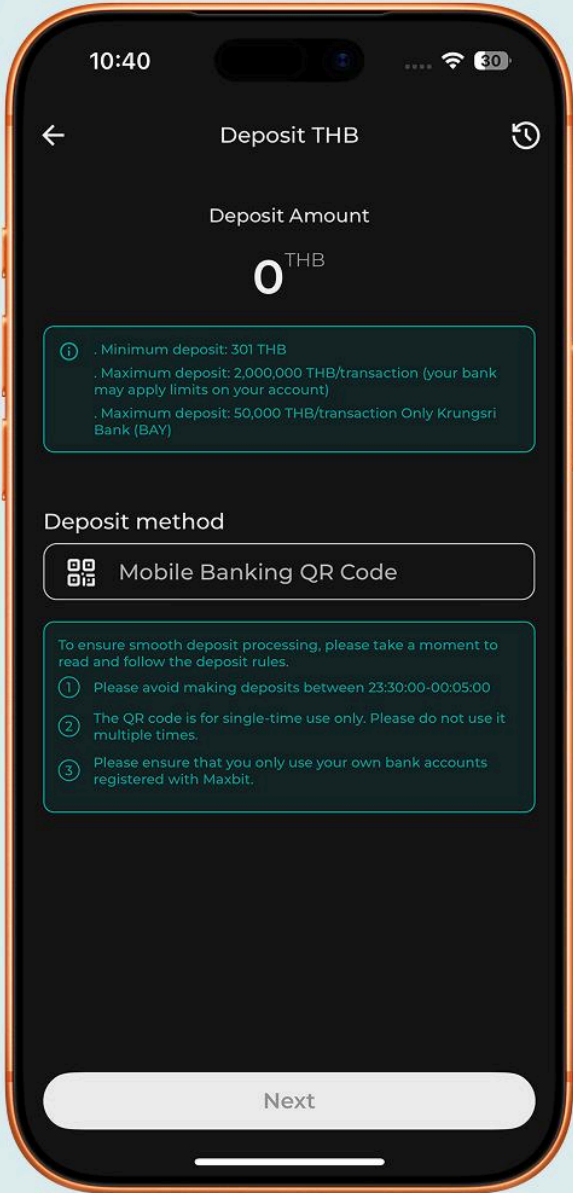 10:40
30
Deposit THB
Deposit Amount
0 THB
. Minimum deposit: 301 THB
. Maximum deposit: 2,000,000 THB/transaction (your bank
may apply limits on your account)
. Maximum deposit: 50,000 THB/transaction Only Krungsri
Bank (BAY)
Deposit method
Mobile Banking QR Code
To ensure smooth deposit processing, please take a moment to
read and follow the deposit rules.
1 Please avoid making deposits between 23:30:00-00:05:00
2 The QR code is for single-time use only. Please do not use it
multiple times.
3 Please ensure that you only use your own bank accounts
registered with Maxbit.
Next